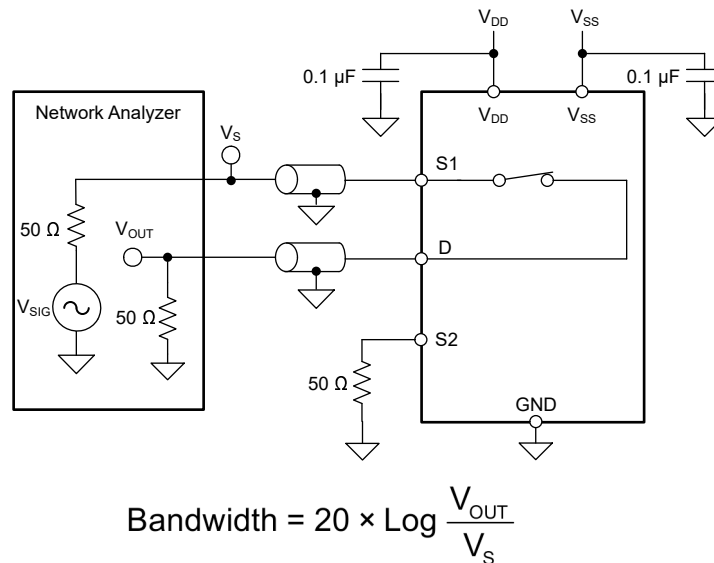 V_DD V_SS
0.1 µF 0.1 µF
Network Analyzer
V_DD V_SS
V_S
S1
50 Ω
V_OUT
D
V_SIG
50 Ω
S2
50 Ω
GND
Bandwidth = 20 × Log V_OUT / V_S